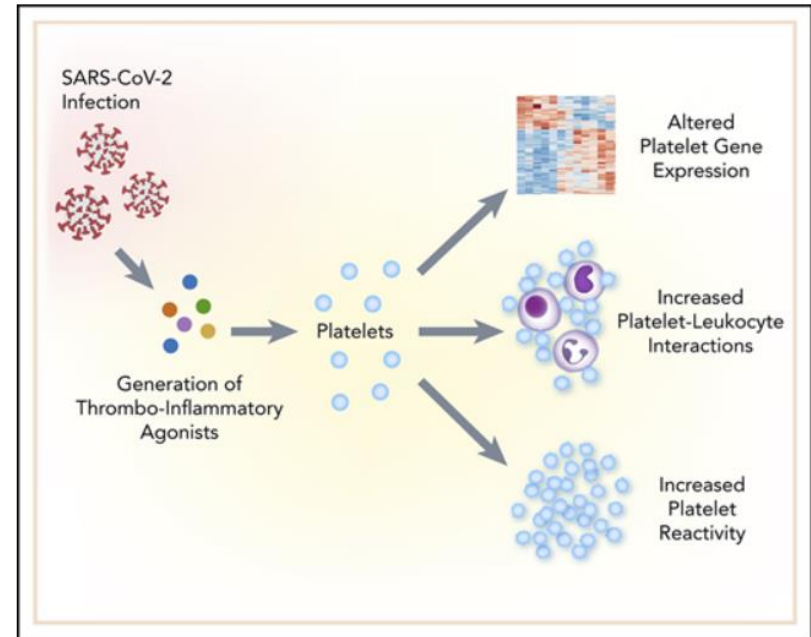 SARS-CoV-2
Infection
Generation of
Thrombo-Inflammatory
Agonists
Platelets
Altered
Platelet Gene
Expression
Increased
Platelet-Leukocyte
Interactions
Increased
Platelet
Reactivity